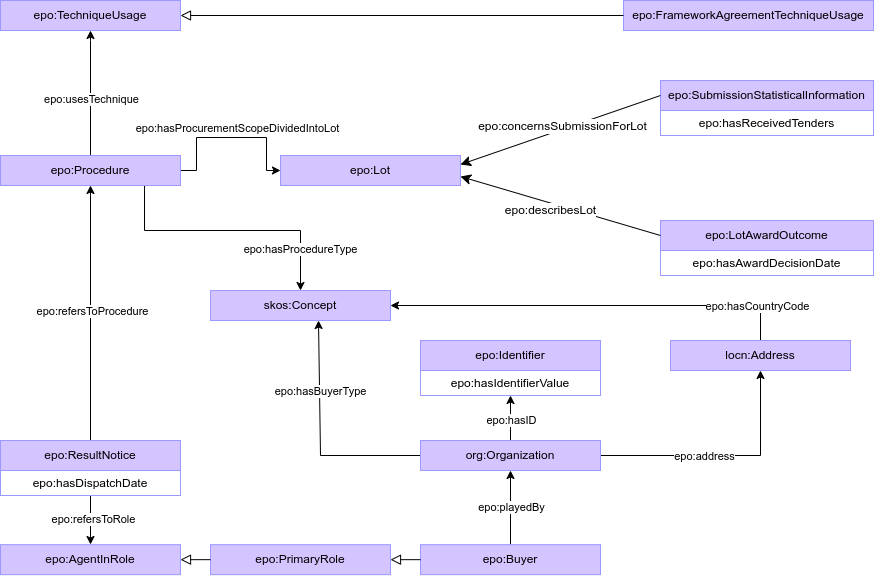 epo:TechniqueUsage
epo:FrameworkAgreementTechniqueUsage
epo:usesTechnique
epo:SubmissionStatisticalInformation
epo:hasReceivedTenders
epo:hasProcurementScopeDividedIntoLot
epo:concernsSubmissionForLot
epo:Procedure
epo:Lot
epo:describesLot
epo:LotAwardOutcome
epo:hasAwardDecisionDate
epo:hasProcedureType
skos:Concept
epo:hasCountryCode
epo:refersToProcedure
epo:Identifier
locn:Address
epo:hasIdentifierValue
epo:hasBuyerType
epo:hasID
epo:ResultNotice
org:Organization
epo:address
epo:hasDispatchDate
epo:playedBy
epo:refersToRole
epo:AgentInRole
epo:PrimaryRole
epo:Buyer